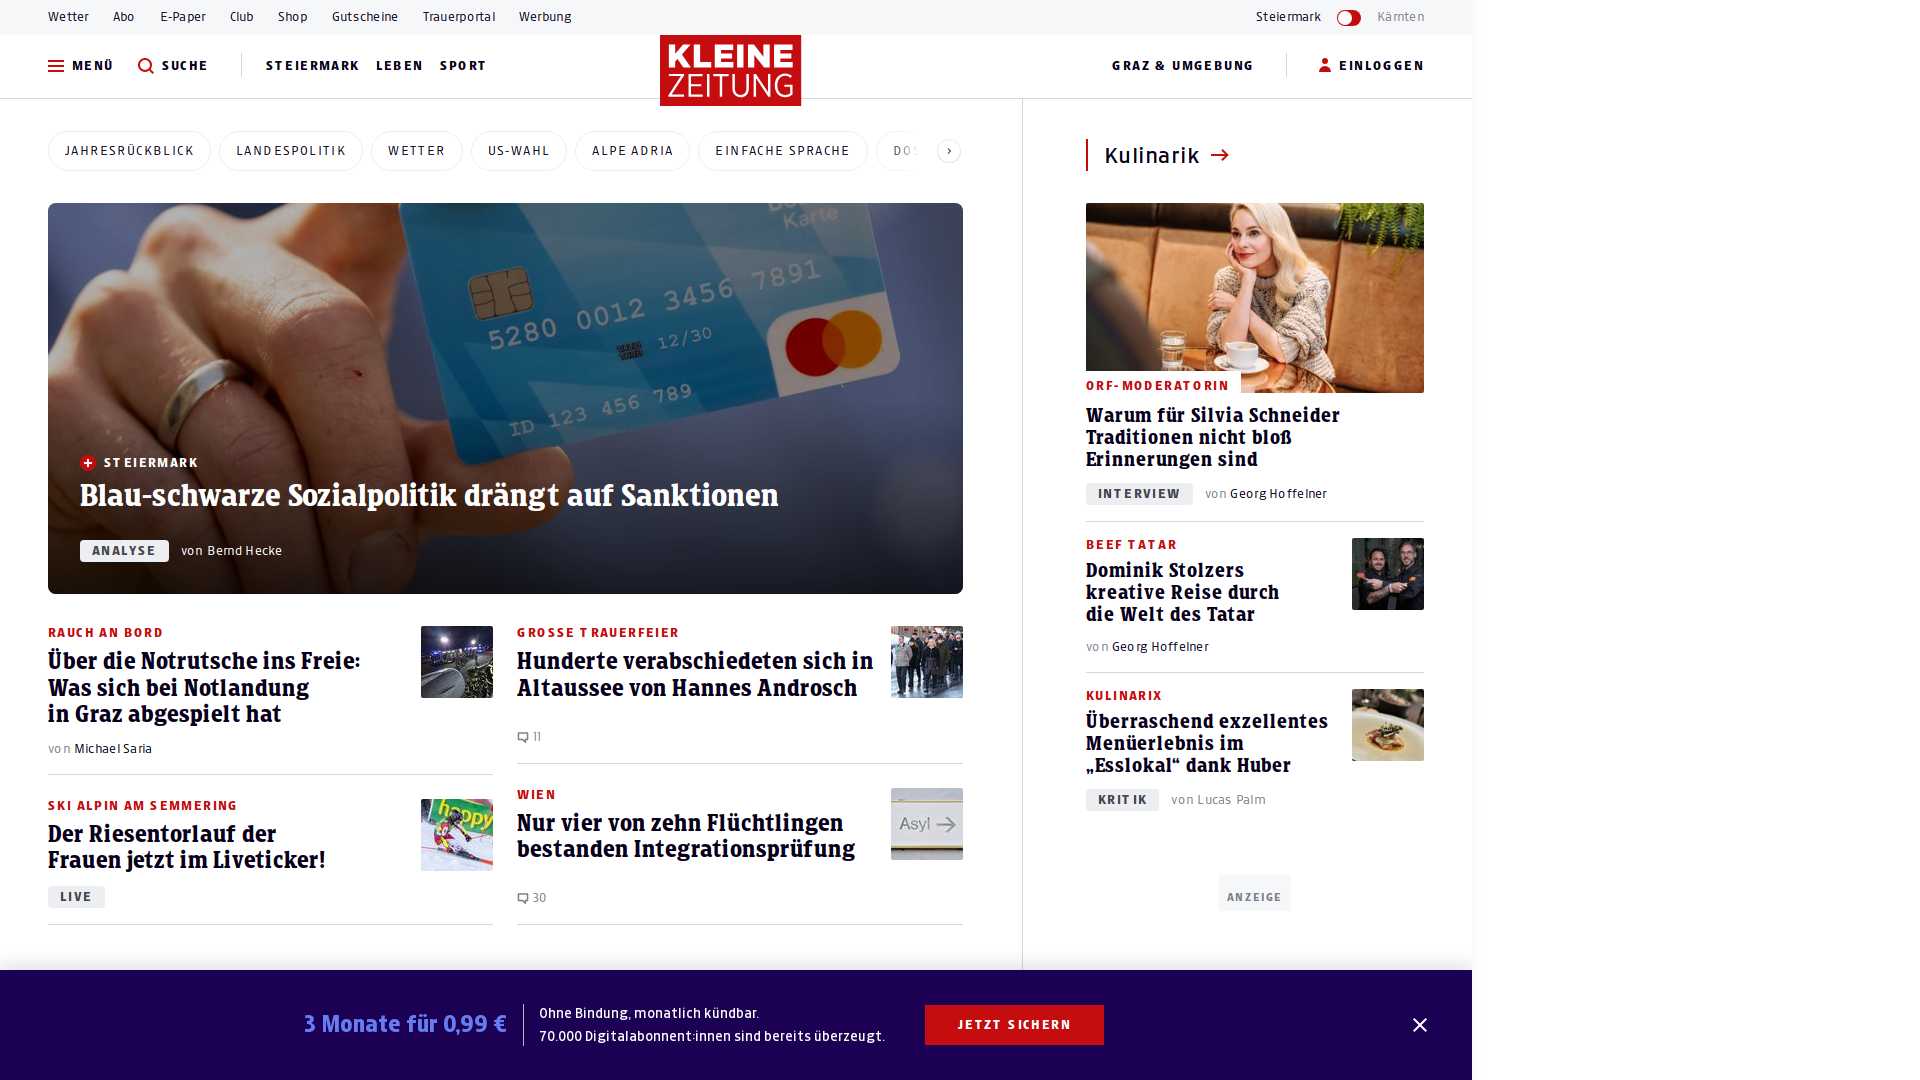 Wetter Abo E-Paper Club Shop Gutscheine Trauerportal Werbung Steiermark Kärnten
MENÜ SUCHE STEIERMARK LEBEN SPORT KLEINE ZEITUNG GRAZ & UMGEBUNG EINLOGGEN
JAHRESRÜCKBLICK LANDESPOLITIK WETTER US-WAHL ALPE ADRIA EINFACHE SPRACHE
Karte
5280 0012 3456 7891
12/30
ID 123 456 789
STEIERMARK
Blau-schwarze Sozialpolitik drängt auf Sanktionen
ANALYSE von Bernd Hecke
RAUCH AN BORD
Über die Notrutsche ins Freie:
Was sich bei Notlandung
in Graz abgespielt hat
von Michael Saria
SKI ALPIN AM SEMMERING
Der Riesentorlauf der
Frauen jetzt im Liveticker!
LIVE
happy
GROSSE TRAUERFEIER
Hunderte verabschiedeten sich in
Altaussee von Hannes Androsch
11
WIEN
Nur vier von zehn Flüchtlingen
bestanden Integrationsprüfung
30
Asyl
Kulinarik
ORF-MODERATORIN
Warum für Silvia Schneider
Traditionen nicht bloß
Erinnerungen sind
INTERVIEW von Georg Hoffelner
BEEF TATAR
Dominik Stolzers
kreative Reise durch
die Welt des Tatar
von Georg Hoffelner
KULINARIX
Überraschend exzellentes
Menüerlebnis im
„Esslokal“ dank Huber
KRITIK von Lucas Palm
ANZEIGE
3 Monate für 0,99 €
Ohne Bindung, monatlich kündbar.
70.000 Digitalabonnent:innen sind bereits überzeugt.
JETZT SICHERN